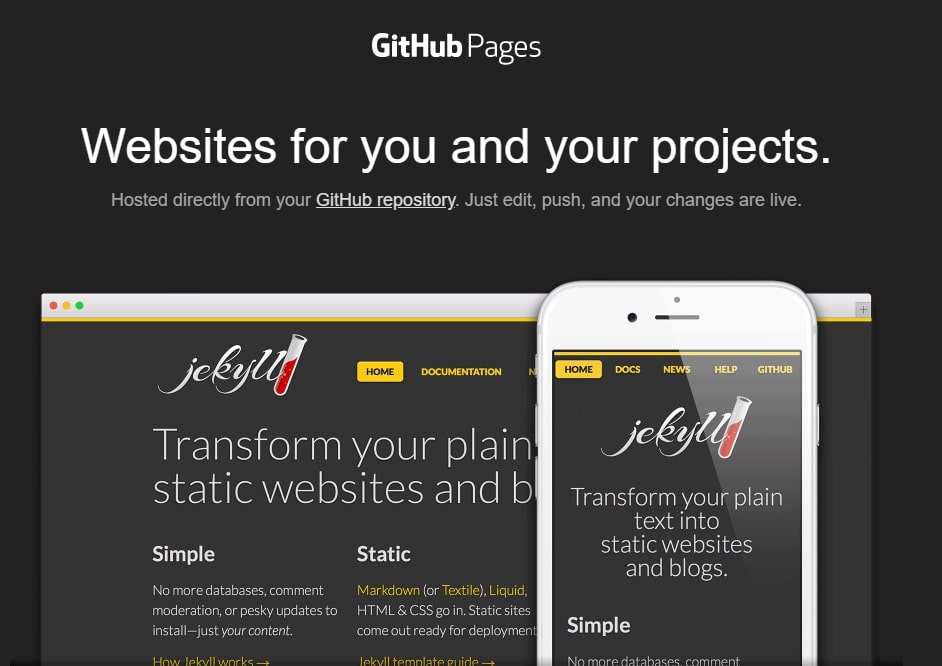 GitHub Pages
Websites for you and your projects.
Hosted directly from your GitHub repository. Just edit, push, and your changes are live.
jekyll
HOME DOCUMENTATION N
Transform your plain
static websites and b
Simple
No more databases, comment
moderation, or pesky updates to
install—just your content.
How Jekyll works →
Static
Markdown (or Textile), Liquid,
HTML & CSS go in. Static sites
come out ready for deployment
Jekyll template guide →
HOME DOCS NEWS HELP GITHUB
jekyll
Transform your plain
text into
static websites
and blogs.
Simple
No more databases, comment